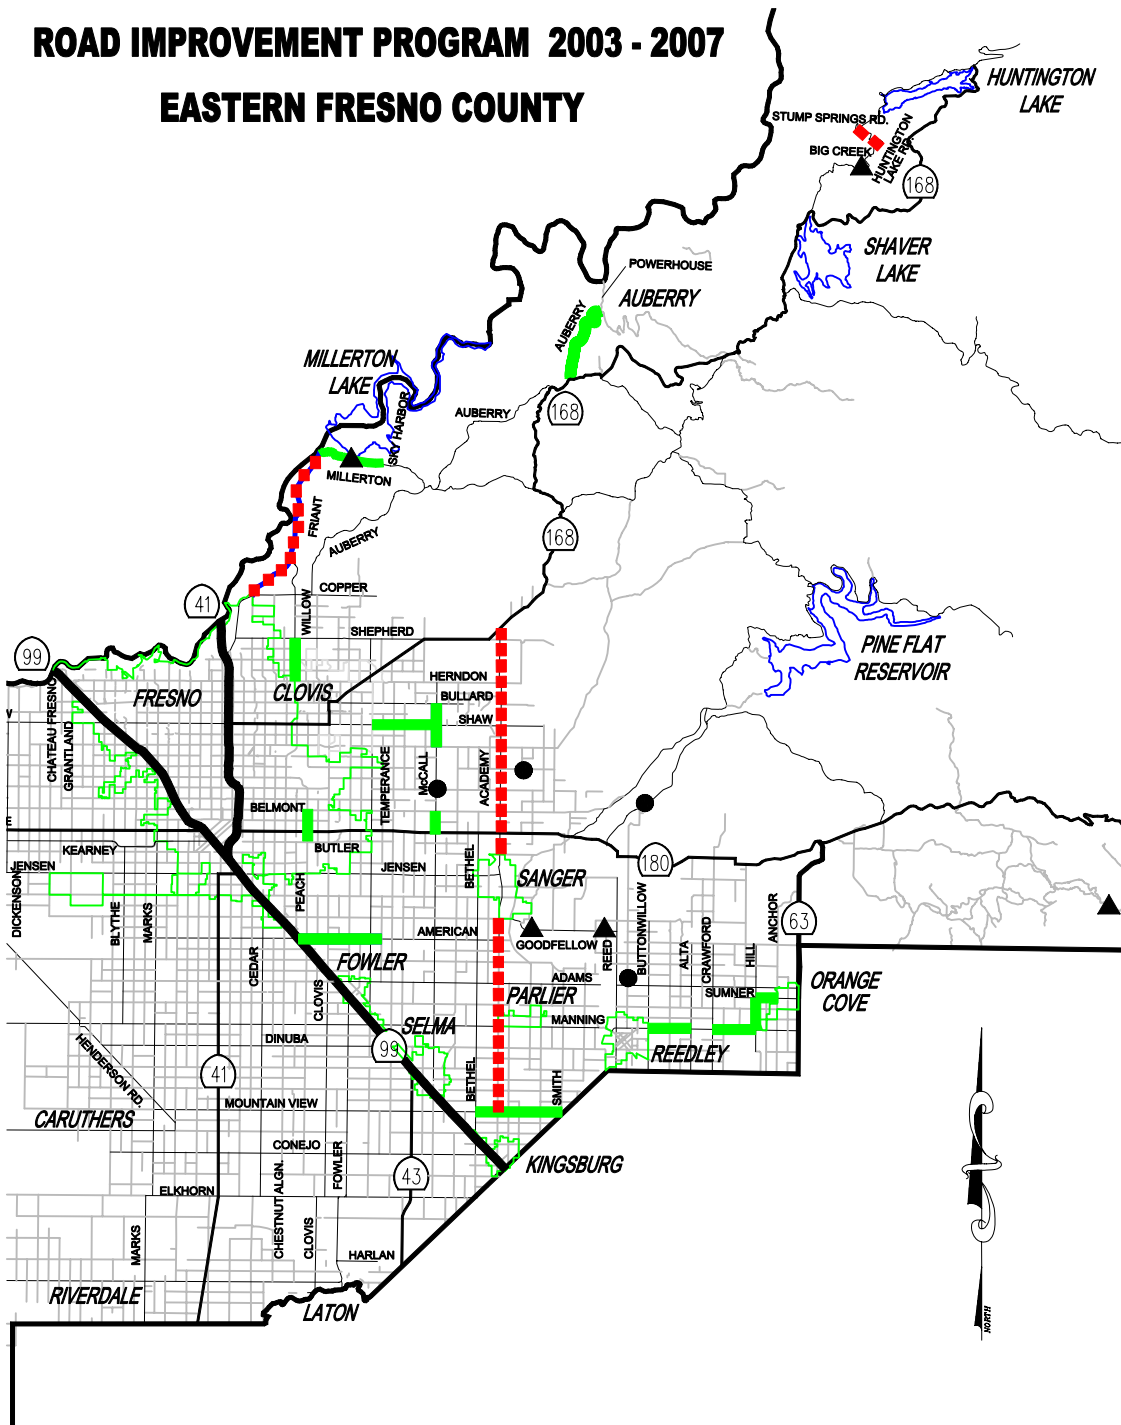 ROAD IMPROVEMENT PROGRAM 2003 - 2007
EASTERN FRESNO COUNTY
HUNTINGTON
LAKE
STUMP SPRINGS RD.
BIG CREEK
HUNTINGTON
LAKE RD.
168
SHAVER
LAKE
POWERHOUSE
AUBERRY
AUBERRY
MILLERTON
LAKE
168
AUBERRY
SKY HARBOR
MILLERTON
FRIANT
AUBERRY
168
COPPER
41
WILLOW
SHEPHERD
99
PINE FLAT
RESERVOIR
HERNDON
FRESNO
CLOVIS
BULLARD
SHAW
CHATEAU FRESNO
GRANTLAND
TEMPERANCE
McCALL
ACADEMY
BELMONT
E
KEARNEY
BUTLER
JENSEN
JENSEN
BETHEL
180
SANGER
DICKENSON
BLYTHE
MARKS
PEACH
BUTTONWILLOW
ANCHOR
63
AMERICAN
GOODFELLOW
REED
ALTA
CRAWFORD
HILL
CEDAR
FOWLER
ADAMS
ORANGE
COVE
CLOVIS
PARLIER
SUMNER
SELMA
MANNING
DINUBA
99
REEDLEY
HENDERSON RD.
41
BETHEL
SMITH
MOUNTAIN VIEW
CARUTHERS
CONEJO
FOWLER
43
KINGSBURG
ELKHORN
CHESTNUT ALGN.
MARKS
CLOVIS
HARLAN
RIVERDALE
LATON
NORTH